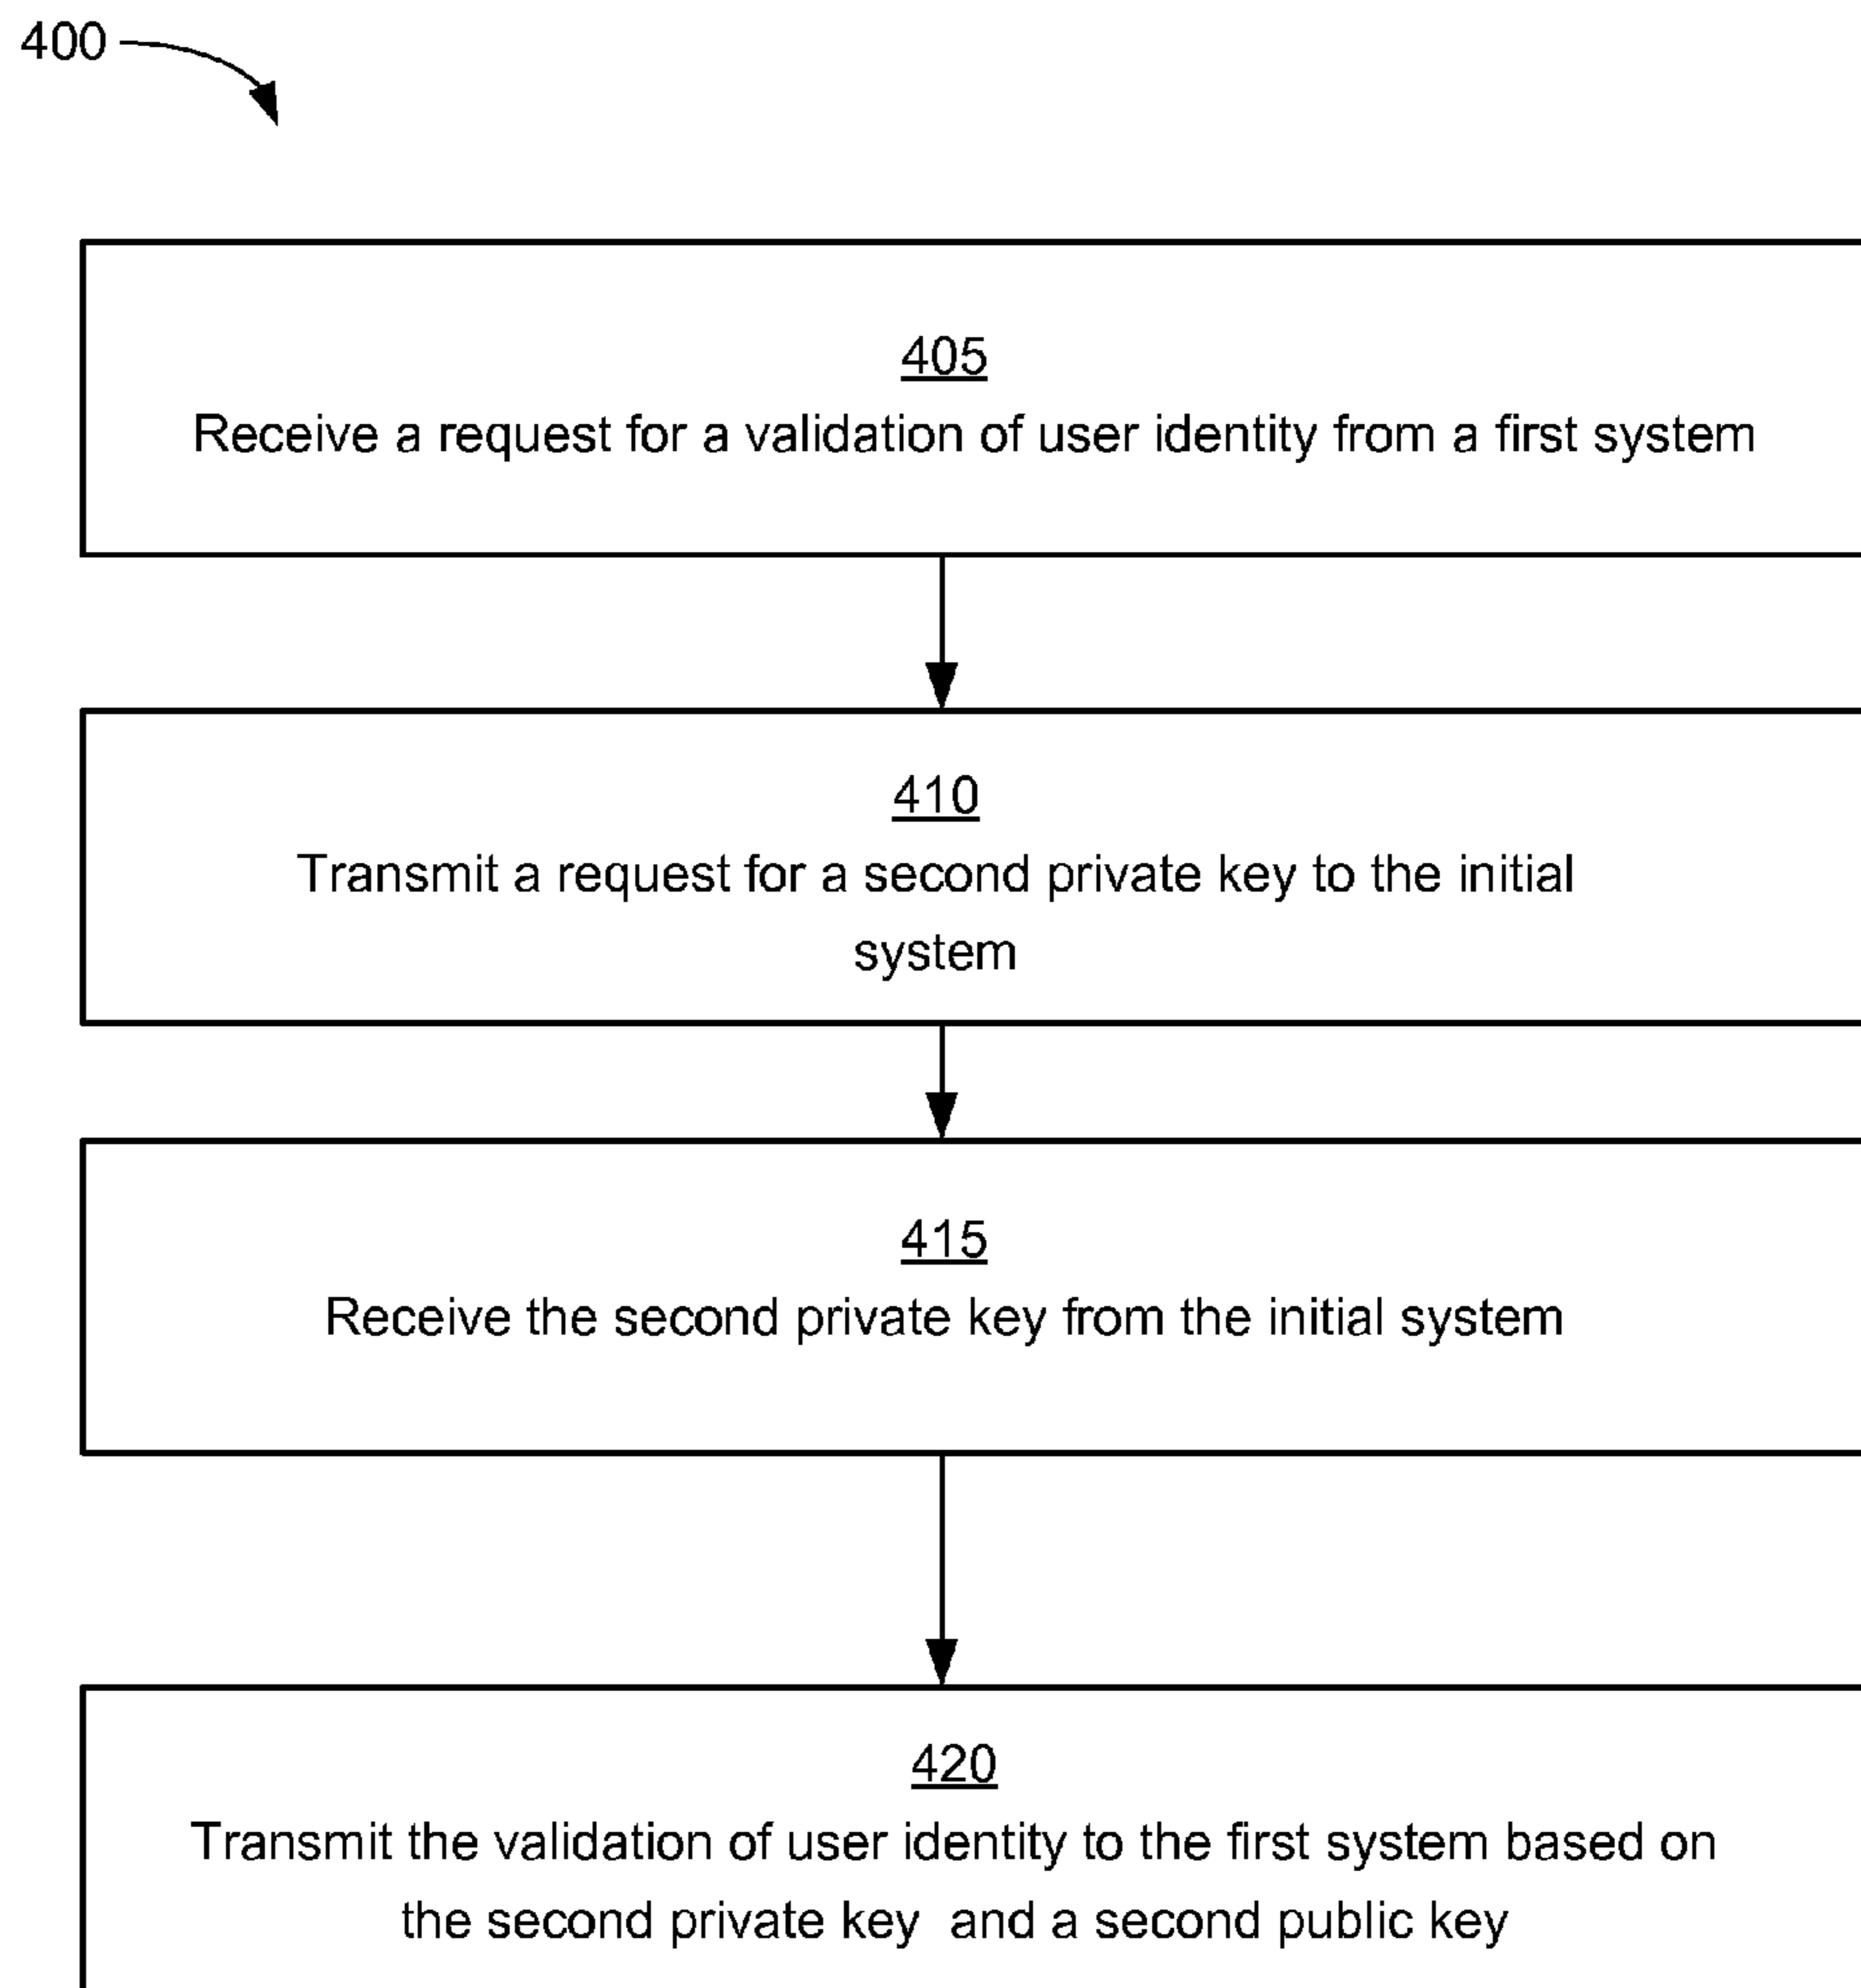 400
405
Receive a request for a validation of user identity from a first system
410
Transmit a request for a second private key to the initial
system
415
Receive the second private key from the initial system
420
Transmit the validation of user identity to the first system based on
the second private key and a second public key